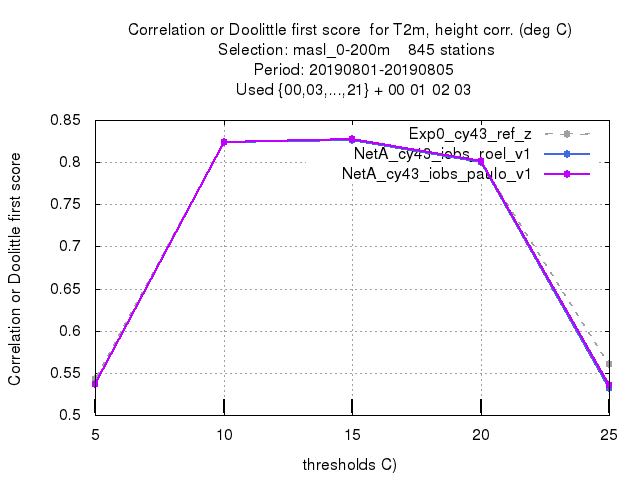 Correlation or Doolittle first score  for T2m, height corr. (deg C)
Selection: masl_0-200m    845 stations
Period: 20190801-20190805
Used {00,03,...,21} + 00 01 02 03
Correlation or Doolittle first score
0.85
0.8
0.75
0.7
0.65
0.6
0.55
0.5
Exp0_cy43_ref_z
NetA_cy43_iobs_roel_v1
NetA_cy43_iobs_paulo_v1
5 10 15 20 25
thresholds C)